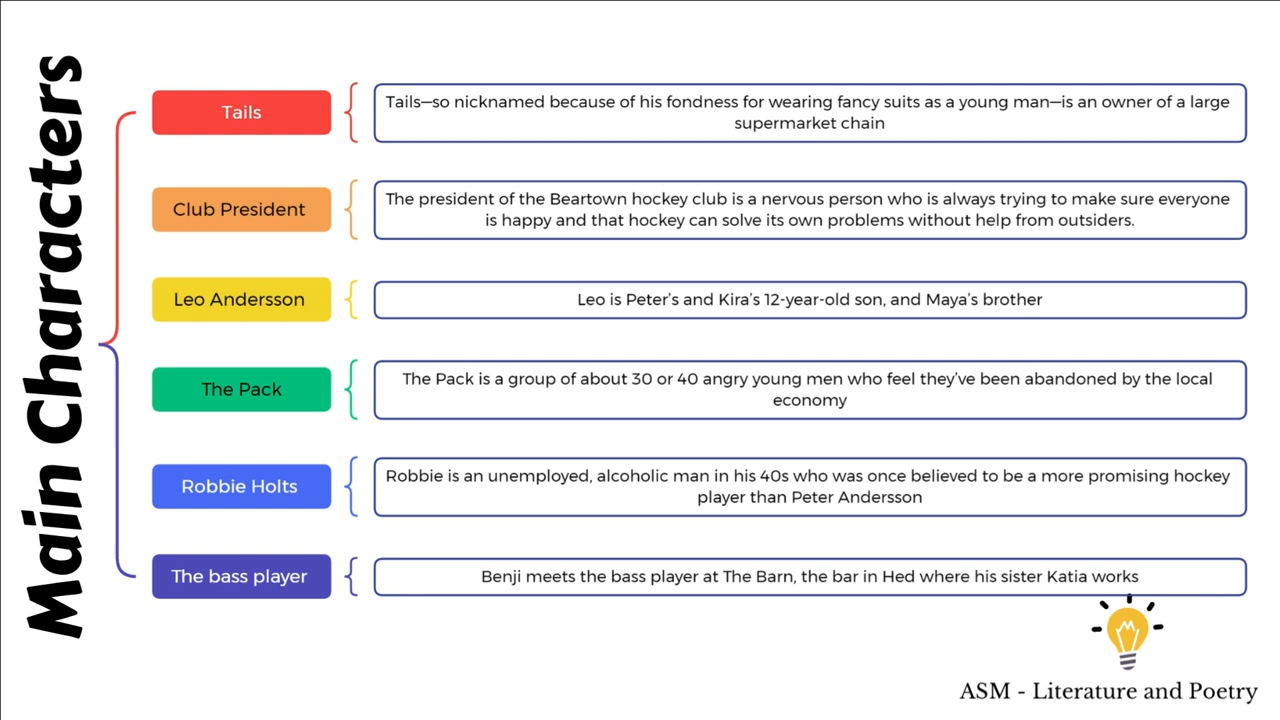 Main Characters
Tails
Tails—so nicknamed because of his fondness for wearing fancy suits as a young man—is an owner of a large
supermarket chain
Club President
The president of the Beartown hockey club is a nervous person who is always trying to make sure everyone
is happy and that hockey can solve its own problems without help from outsiders.
Leo Andersson
Leo is Peter's and Kira's 12-year-old son, and Maya's brother
The Pack
The Pack is a group of about 30 or 40 angry young men who feel they've been abandoned by the local
economy
Robbie Holts
Robbie is an unemployed, alcoholic man in his 40s who was once believed to be a more promising hockey
player than Peter Andersson
The bass player
Benji meets the bass player at The Barn, the bar in Hed where his sister Katia works
ASM - Literature and Poetry